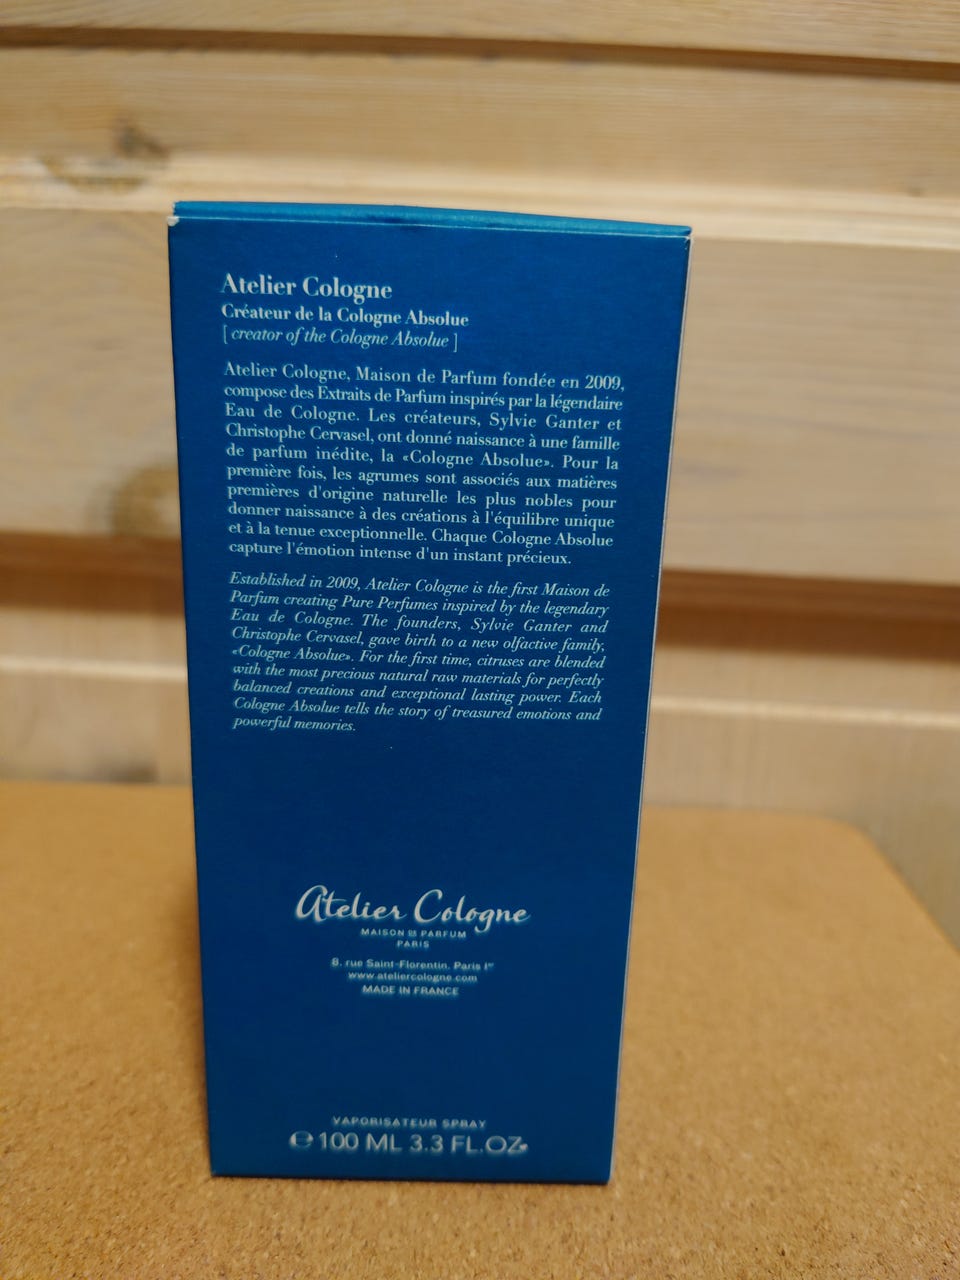 Atelier Cologne
Créateur de la Cologne Absolue
[ creator of the Cologne Absolue ]
Atelier Cologne, Maison de Parfum fondée en 2009,
compose des Extraits de Parfum inspirés par la légendaire
Eau de Cologne. Les créateurs, Sylvie Ganter et
Christophe Cervasel, ont donné naissance à une famille
de parfum inédite, la «Cologne Absolue». Pour la
première fois, les agrumes sont associés aux matières
premières d'origine naturelle les plus nobles pour
donner naissance à des créations à l'équilibre unique
et à la tenue exceptionnelle. Chaque Cologne Absolue
capture l'émotion intense d'un instant précieux.
Established in 2009, Atelier Cologne is the first Maison de
Parfum creating Pure Perfumes inspired by the legendary
Eau de Cologne. The founders, Sylvie Ganter and
Christophe Cervasel, gave birth to a new olfactive family,
«Cologne Absolue». For the first time, citruses are blended
with the most precious natural raw materials for perfectly
balanced creations and exceptional lasting power. Each
Cologne Absolue tells the story of treasured emotions and
powerful memories.
Atelier Cologne
MAISON DE PARFUM
PARIS
8, rue Saint-Florentin, Paris Ier
www.ateliercologne.com
MADE IN FRANCE
VAPORISATEUR SPRAY
℮ 100 ML 3.3 FL.OZ